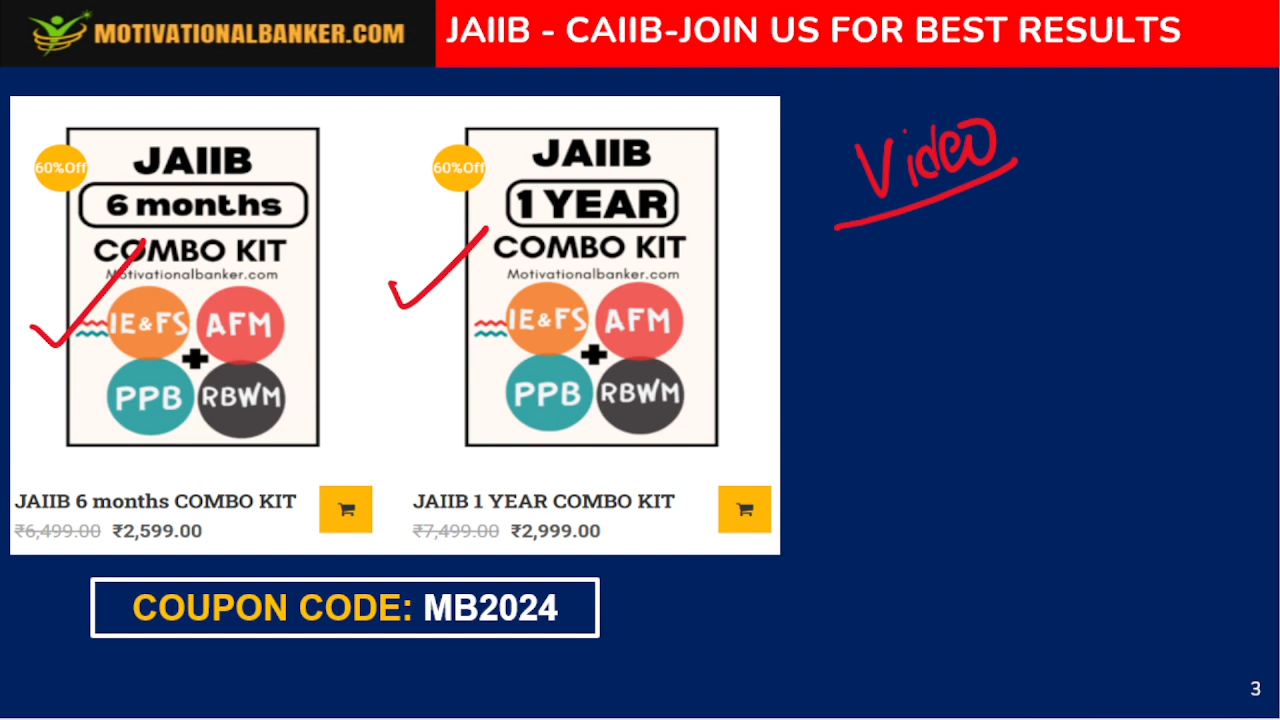 MOTIVATIONALBANKER.COM
JAIIB - CAIIB-JOIN US FOR BEST RESULTS
Video
60%Off
JAIIB
6 months
COMBO KIT
Motivationalbanker.com
IE&FS
AFM
+
PPB
RBWM
JAIIB 6 months COMBO KIT
₹6,499.00 ₹2,599.00
60%Off
JAIIB
1 YEAR
COMBO KIT
Motivationalbanker.com
IE&FS
AFM
+
PPB
RBWM
JAIIB 1 YEAR COMBO KIT
₹7,499.00 ₹2,999.00
COUPON CODE: MB2024
3